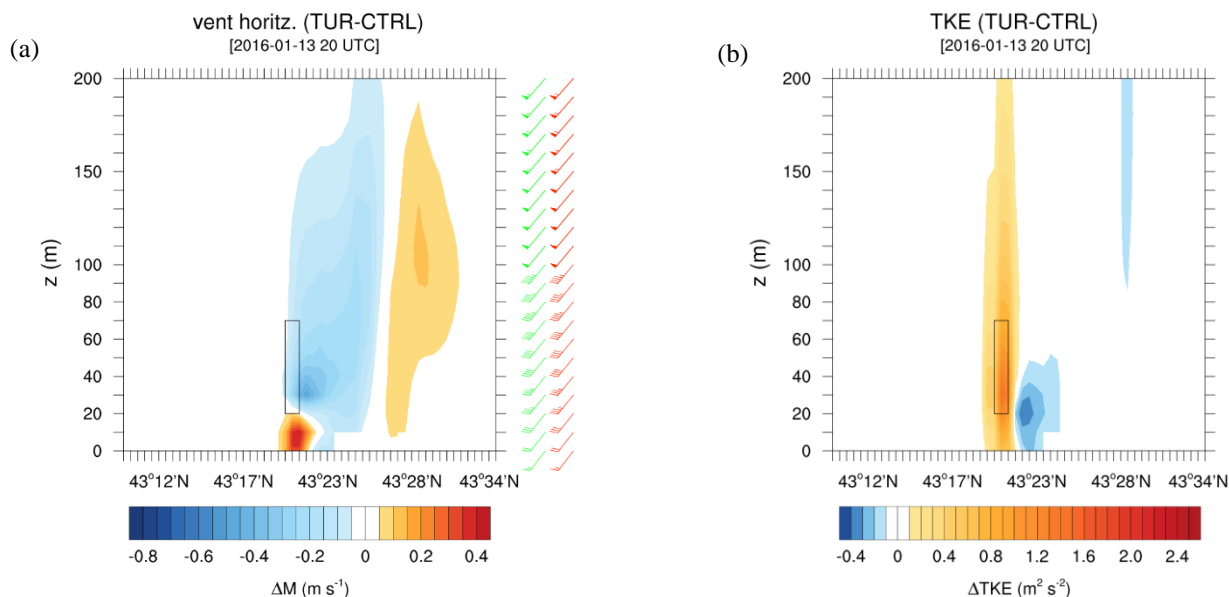 (a)
vent horitz. (TUR-CTRL)
[2016-01-13 20 UTC]
z (m)
200
150
100
80
60
40
20
0
43°12'N 43°17'N 43°23'N 43°28'N 43°34'N
-0.8 -0.6 -0.4 -0.2 0 0.2 0.4
ΔM (m s⁻¹)
(b)
TKE (TUR-CTRL)
[2016-01-13 20 UTC]
z (m)
200
150
100
80
60
40
20
0
43°12'N 43°17'N 43°23'N 43°28'N 43°34'N
-0.4 0 0.4 0.8 1.2 1.6 2.0 2.4
ΔTKE (m² s⁻²)